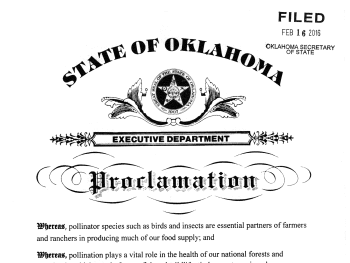 FILED
FEB 16 2016
OKLAHOMA SECRETARY
OF STATE
STATE OF OKLAHOMA
EXECUTIVE DEPARTMENT
Proclamation
Whereas, pollinator species such as birds and insects are essential partners of farmers
and ranchers in producing much of our food supply; and
Whereas, pollination plays a vital role in the health of our national forests and